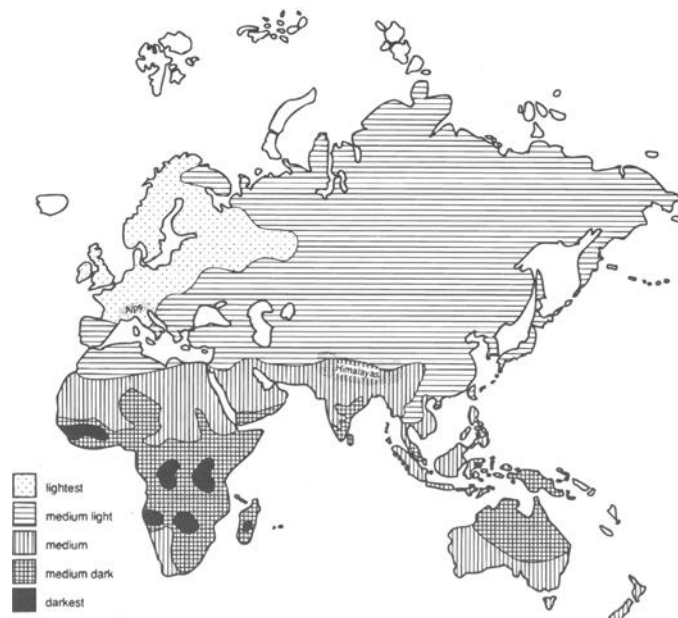 Alps
Himalayas
lightest
medium light
medium
medium dark
darkest